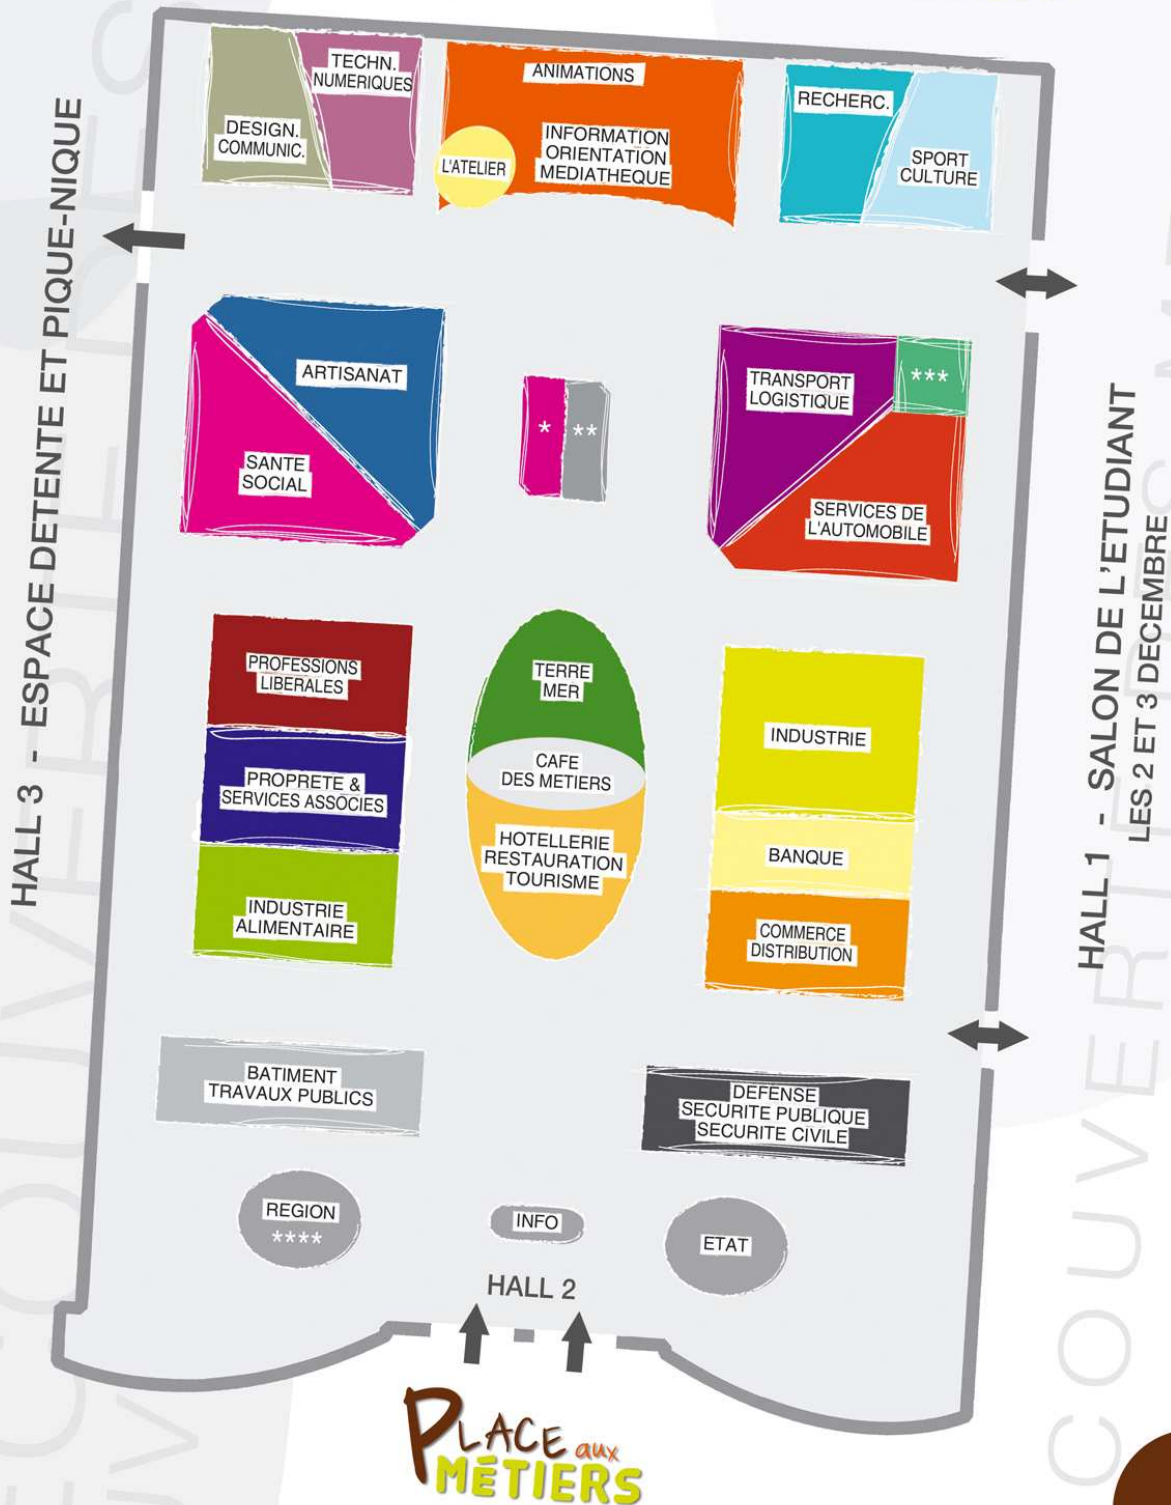 TECHN.
NUMERIQUES
DESIGN.
COMMUNIC.
ANIMATIONS
L'ATELIER
INFORMATION
ORIENTATION
MEDIATHEQUE
RECHERC.
SPORT
CULTURE
HALL 3 - ESPACE DETENTE ET PIQUE-NIQUE
ARTISANAT
SANTE
SOCIAL
*
**
TRANSPORT
LOGISTIQUE
***
SERVICES DE
L'AUTOMOBILE
HALL 1 - SALON DE L'ETUDIANT
LES 2 ET 3 DECEMBRE
PROFESSIONS
LIBERALES
PROPRETE &
SERVICES ASSOCIES
INDUSTRIE
ALIMENTAIRE
TERRE
MER
CAFE
DES METIERS
HOTELLERIE
RESTAURATION
TOURISME
INDUSTRIE
BANQUE
COMMERCE
DISTRIBUTION
BATIMENT
TRAVAUX PUBLICS
DEFENSE
SECURITE PUBLIQUE
SECURITE CIVILE
REGION
****
INFO
ETAT
HALL 2
PLACE aux
MÉTIERS